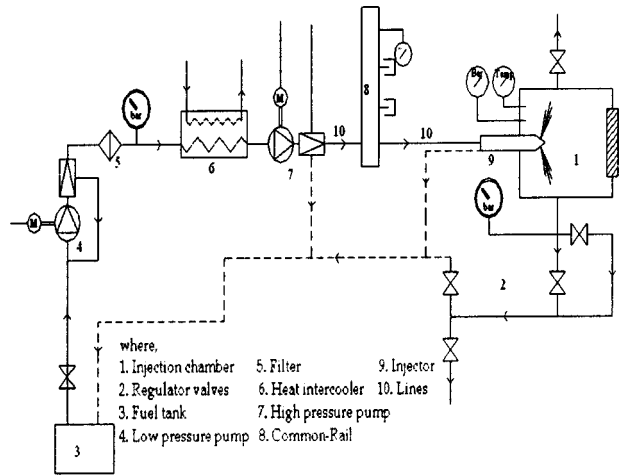 bar
M
5
6
M
7
10
8
10
Bar
Temp
9
1
bar
2
M
4
3
where,
1. Injection chamber
2. Regulator valves
3. Fuel tank
4. Low pressure pump
5. Filter
6. Heat intercooler
7. High pressure pump
8. Common-Rail
9. Injector
10. Lines